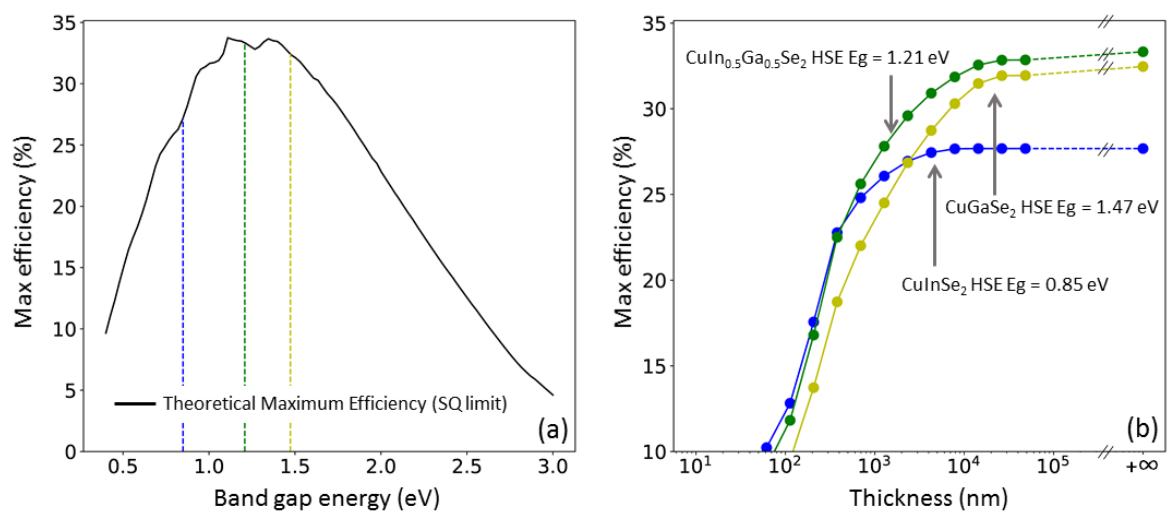 35
30
25
20
15
10
5
0
Max efficiency (%)
Theoretical Maximum Efficiency (SQ limit)
(a)
0.5 1.0 1.5 2.0 2.5 3.0
Band gap energy (eV)
35
30
25
20
15
10
Max efficiency (%)
CuIn₀.₅Ga₀.₅Se₂ HSE Eg = 1.21 eV
CuGaSe₂ HSE Eg = 1.47 eV
CuInSe₂ HSE Eg = 0.85 eV
(b)
10¹ 10² 10³ 10⁴ 10⁵ +∞
Thickness (nm)